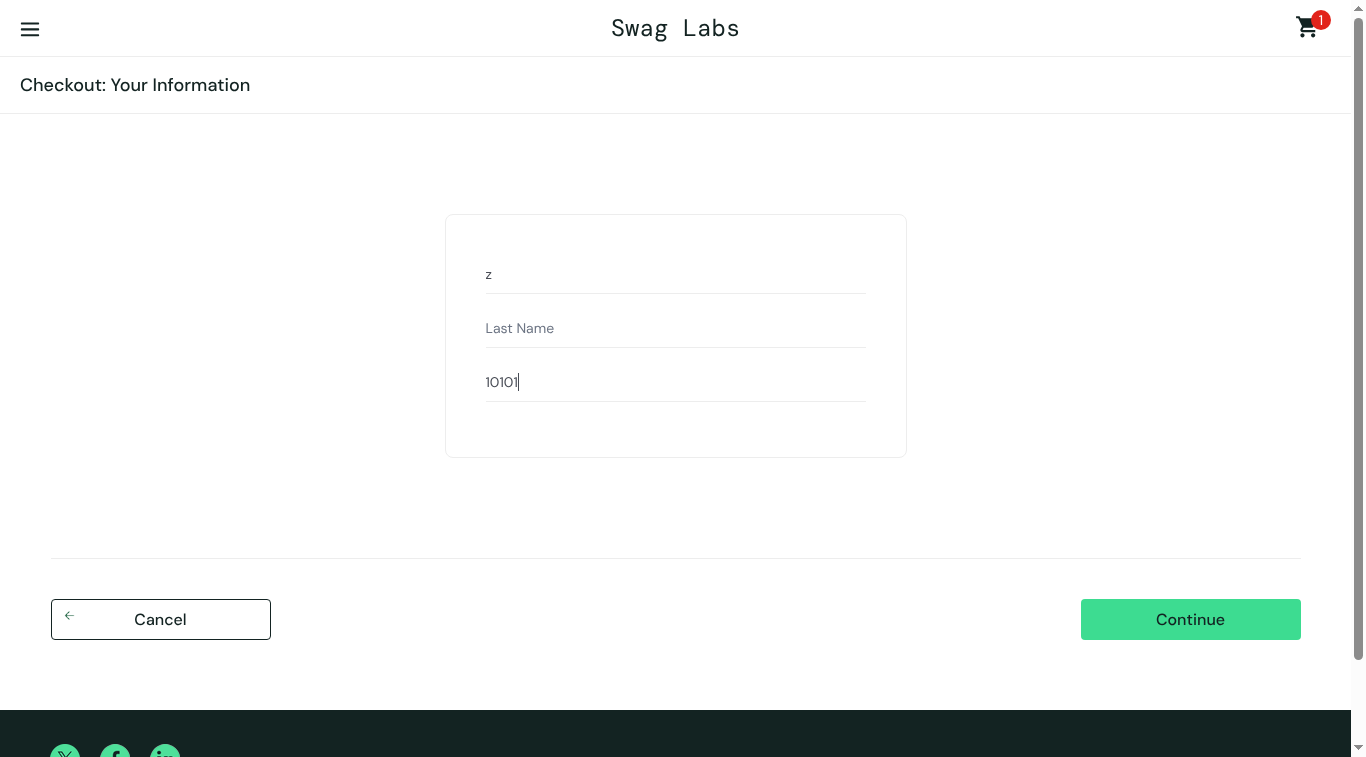 Swag Labs
1
Checkout: Your Information
z
Last Name
10101
Cancel
Continue